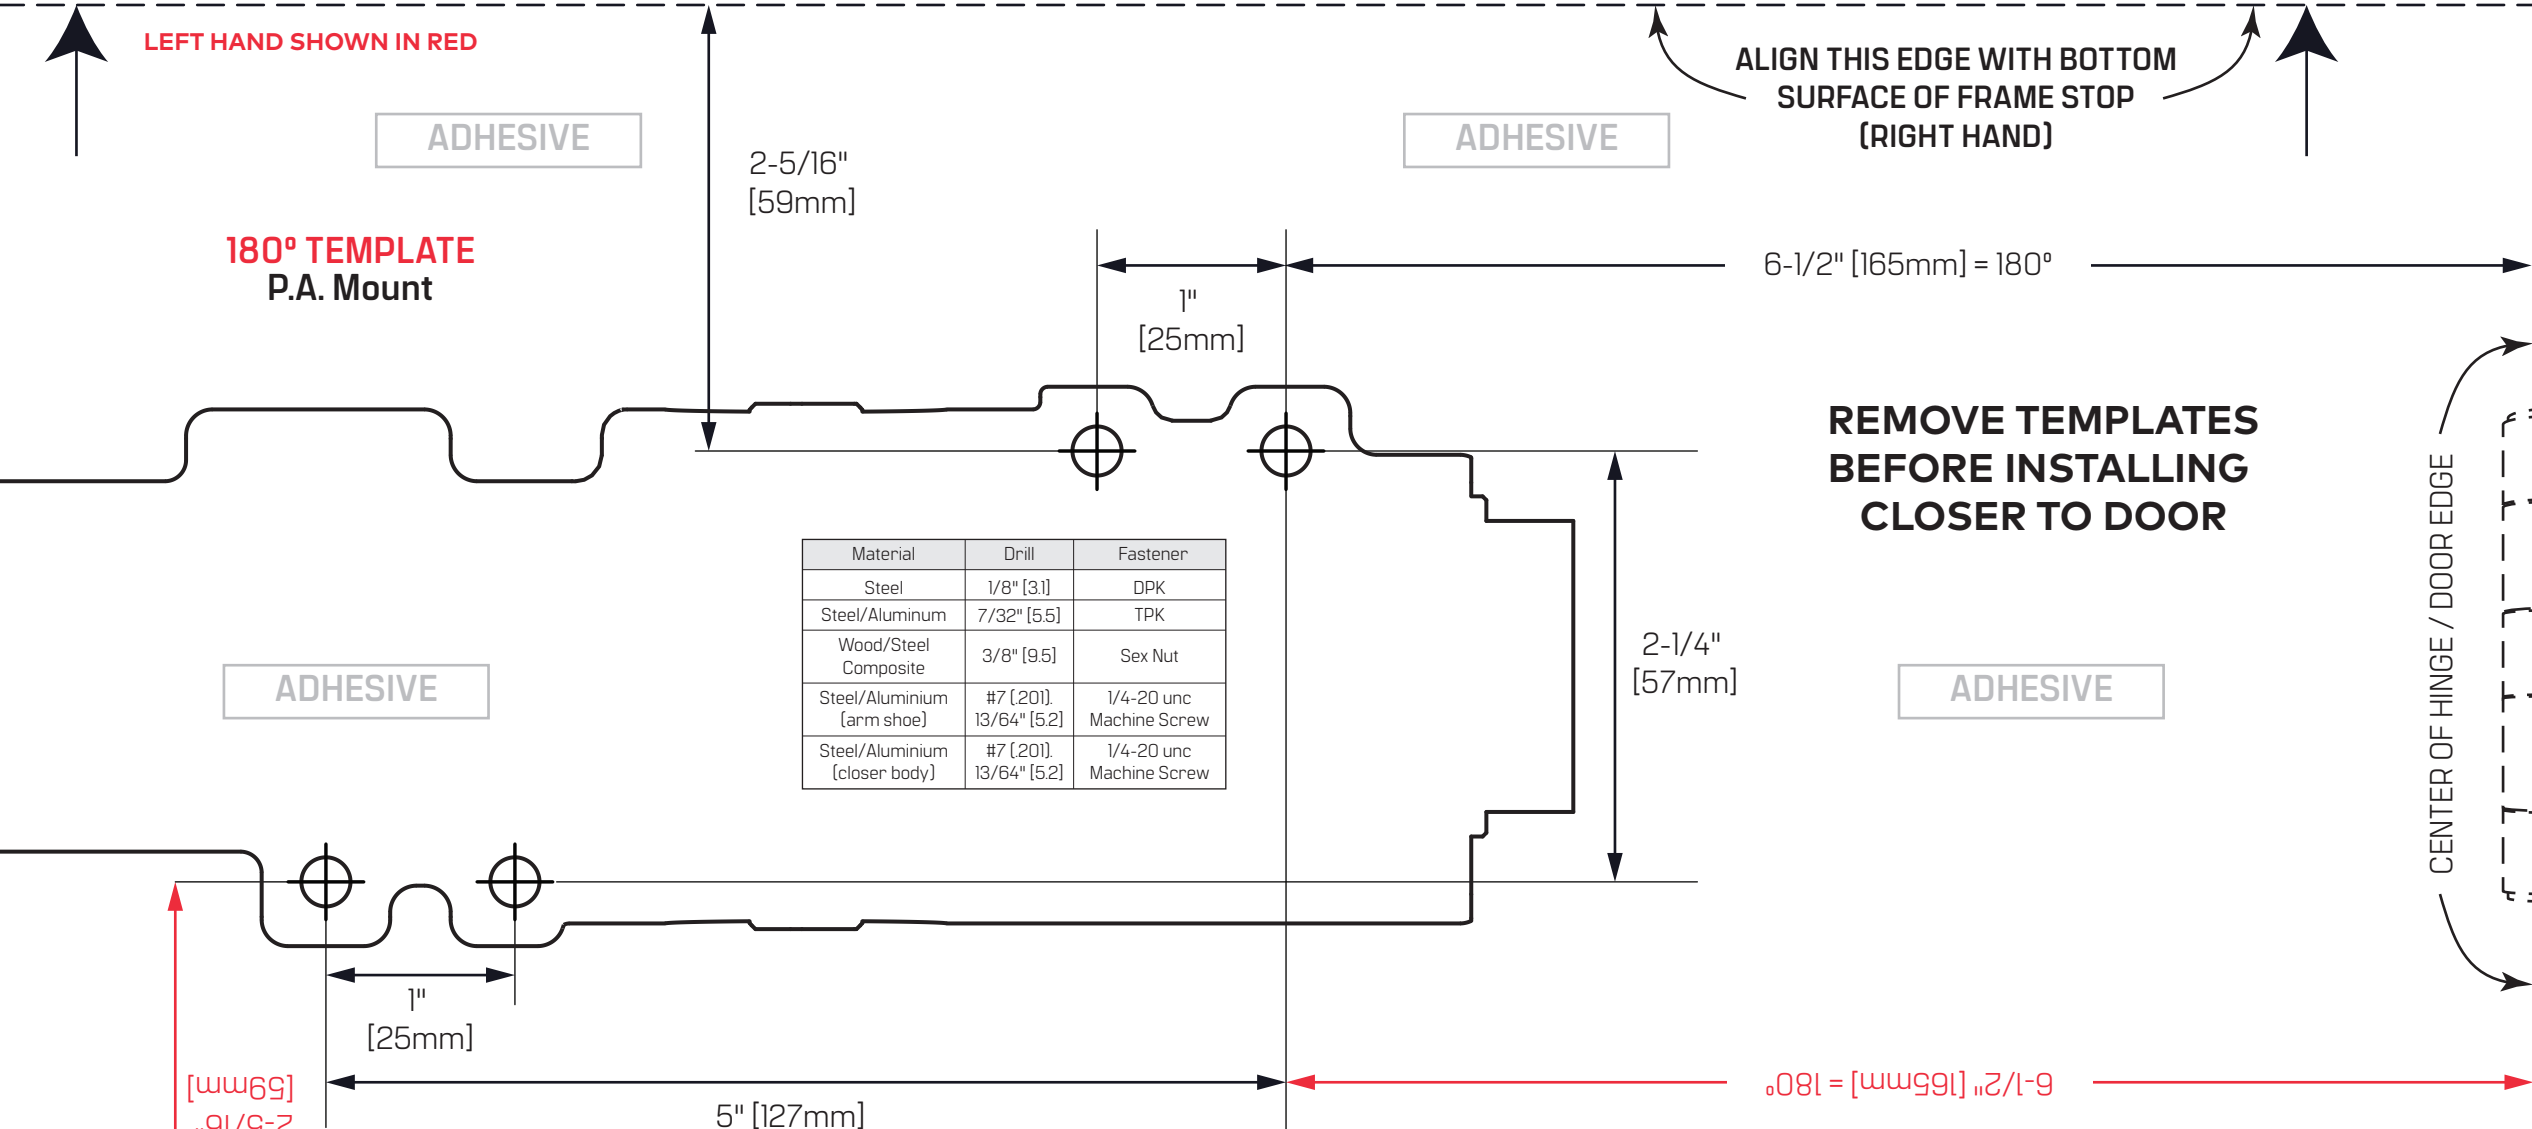 LEFT HAND SHOWN IN RED
ALIGN THIS EDGE WITH BOTTOM
SURFACE OF FRAME STOP
(RIGHT HAND)
ADHESIVE
ADHESIVE
2-5/16"
[59mm]
180° TEMPLATE
P.A. Mount
6-1/2" [165mm] = 180°
1"
[25mm]
REMOVE TEMPLATES
BEFORE INSTALLING
CLOSER TO DOOR
CENTER OF HINGE / DOOR EDGE
Material Drill Fastener
Steel 1/8" [3.1] DPK
Steel/Aluminum 7/32" [5.5] TPK
Wood/Steel
Composite 3/8" [9.5] Sex Nut
Steel/Aluminium #7 (.201). 1/4-20 unc
(arm shoe) 13/64" [5.2] Machine Screw
Steel/Aluminium #7 (.201). 1/4-20 unc
(closer body) 13/64" [5.2] Machine Screw
2-1/4"
[57mm]
ADHESIVE
ADHESIVE
1"
[25mm]
2-5/16"
[59mm]
5" [127mm]
6-1/2" [165mm] = 180°